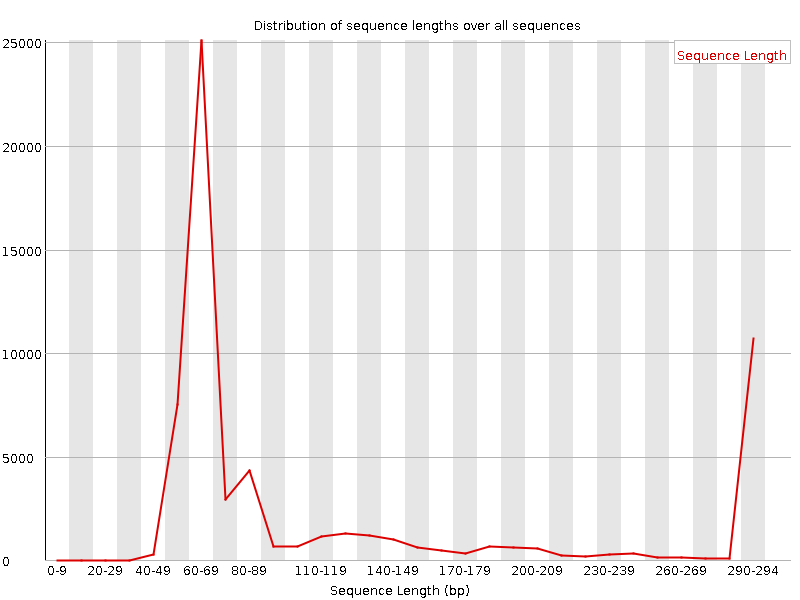 Distribution of sequence lengths over all sequences
Sequence Length
25000
20000
15000
10000
5000
0
0-9 20-29 40-49 60-69 80-89 110-119 140-149 170-179 200-209 230-239 260-269 290-294
Sequence Length (bp)